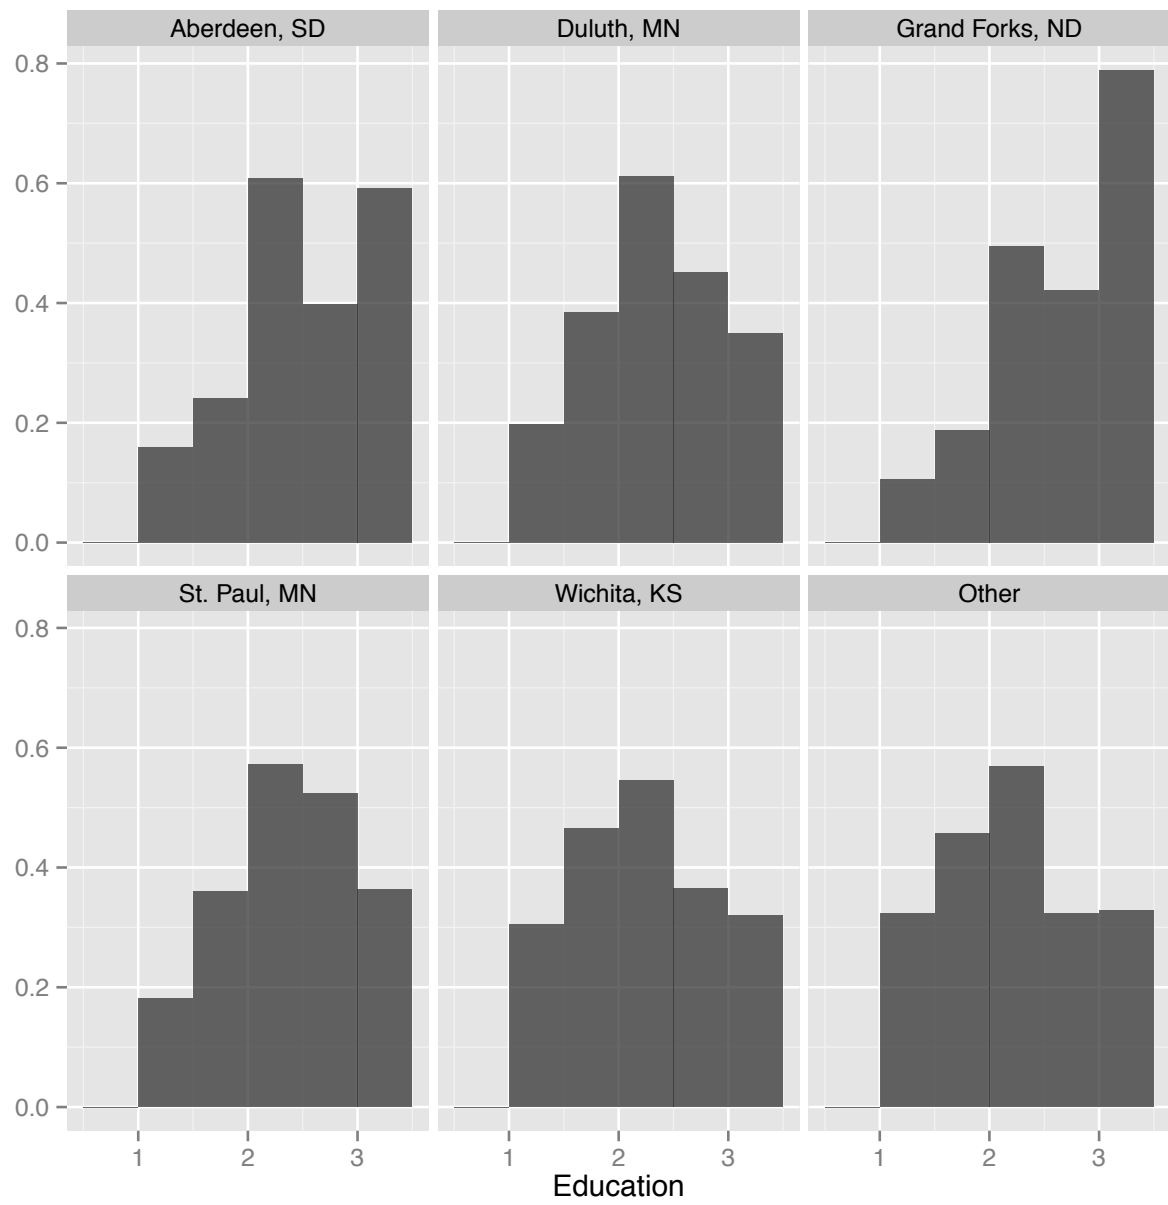 Aberdeen, SD Duluth, MN Grand Forks, ND
0.8
0.6
0.4
0.2
0.0
St. Paul, MN Wichita, KS Other
0.8
0.6
0.4
0.2
0.0
1 2 3 1 2 3 1 2 3
Education